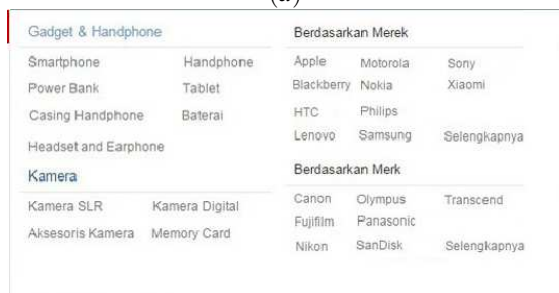 (a)
Gadget & Handphone
Smartphone Handphone
Power Bank Tablet
Casing Handphone Baterai
Headset and Earphone
Kamera
Kamera SLR Kamera Digital
Aksesoris Kamera Memory Card
Berdasarkan Merek
Apple Motorola Sony
Blackberry Nokia Xiaomi
HTC Philips
Lenovo Samsung Selengkapnya
Berdasarkan Merk
Canon Olympus Transcend
Fujifilm Panasonic
Nikon SanDisk Selengkapnya